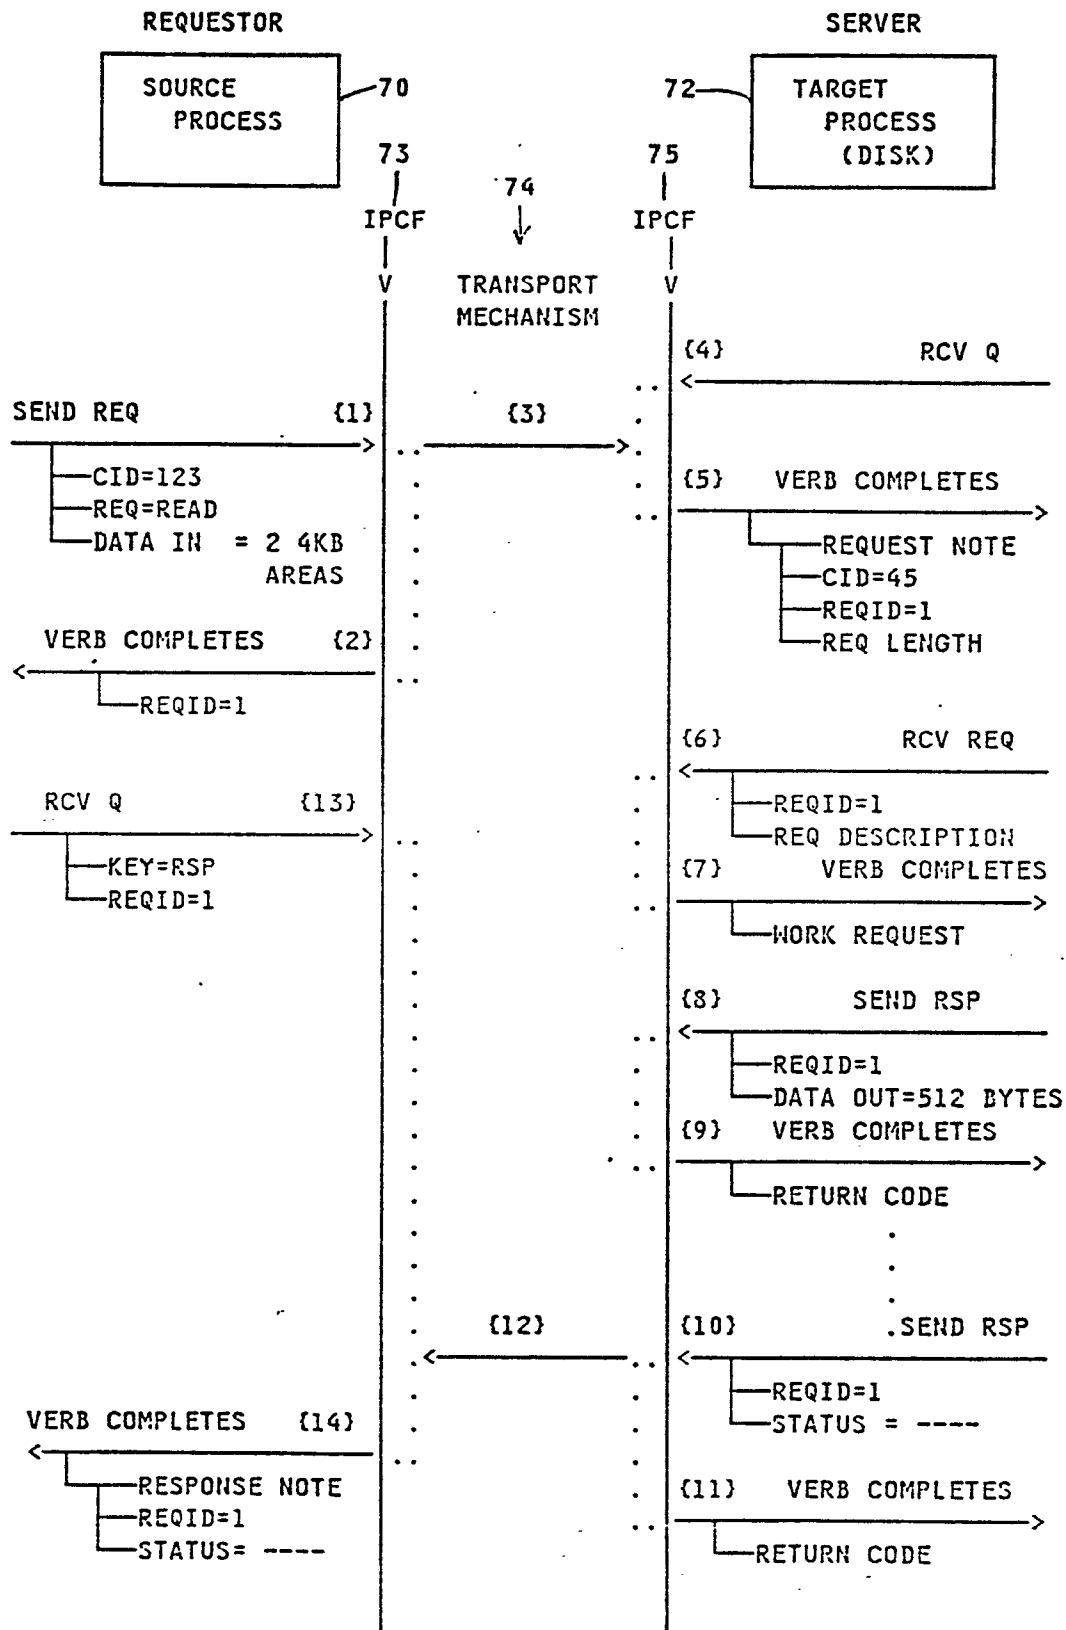 REQUESTOR
SERVER
SOURCE
PROCESS
70
72
TARGET
PROCESS
(DISK)
73
75
74
IPCF
IPCF
V
V
TRANSPORT
MECHANISM
{4} RCV Q
SEND REQ {1}
{3}
CID=123
REQ=READ
DATA IN = 2 4KB
AREAS
{5} VERB COMPLETES
REQUEST NOTE
CID=45
REQID=1
REQ LENGTH
VERB COMPLETES {2}
REQID=1
{6} RCV REQ
REQID=1
REQ DESCRIPTION
RCV Q {13}
KEY=RSP
REQID=1
{7} VERB COMPLETES
WORK REQUEST
{8} SEND RSP
REQID=1
DATA OUT=512 BYTES
{9} VERB COMPLETES
RETURN CODE
{12}
{10} SEND RSP
REQID=1
STATUS = ----
VERB COMPLETES {14}
RESPONSE NOTE
REQID=1
STATUS= ----
{11} VERB COMPLETES
RETURN CODE